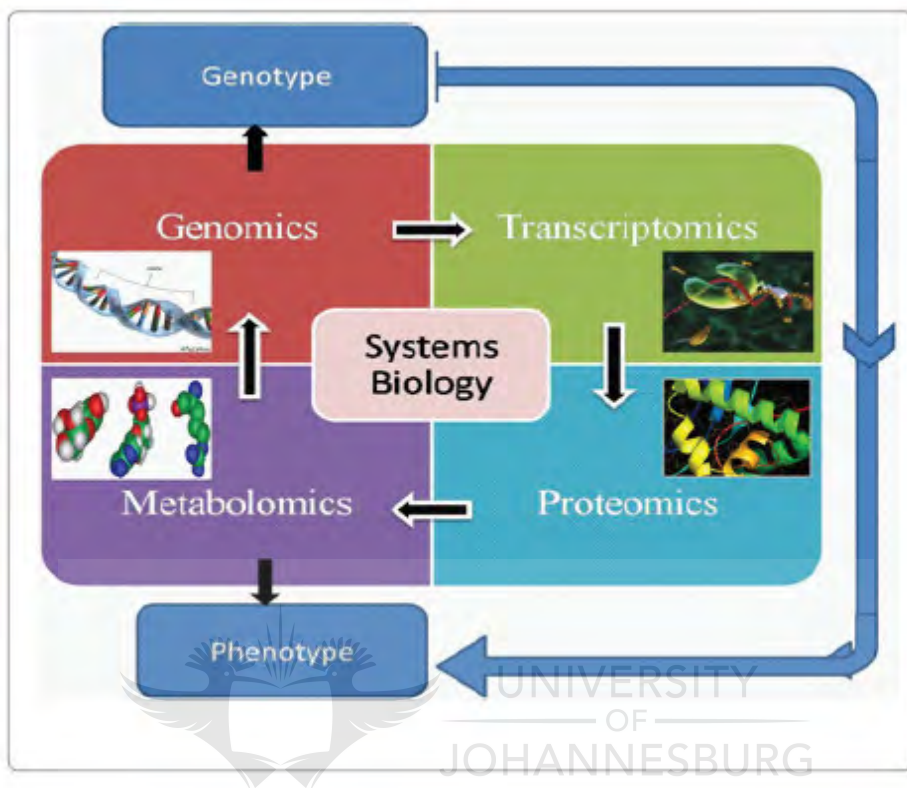 Genotype
Genomics
Transcriptomics
Systems
Biology
Metabolomics
Proteomics
Phenotype
UNIVERSITY
OF
JOHANNESBURG